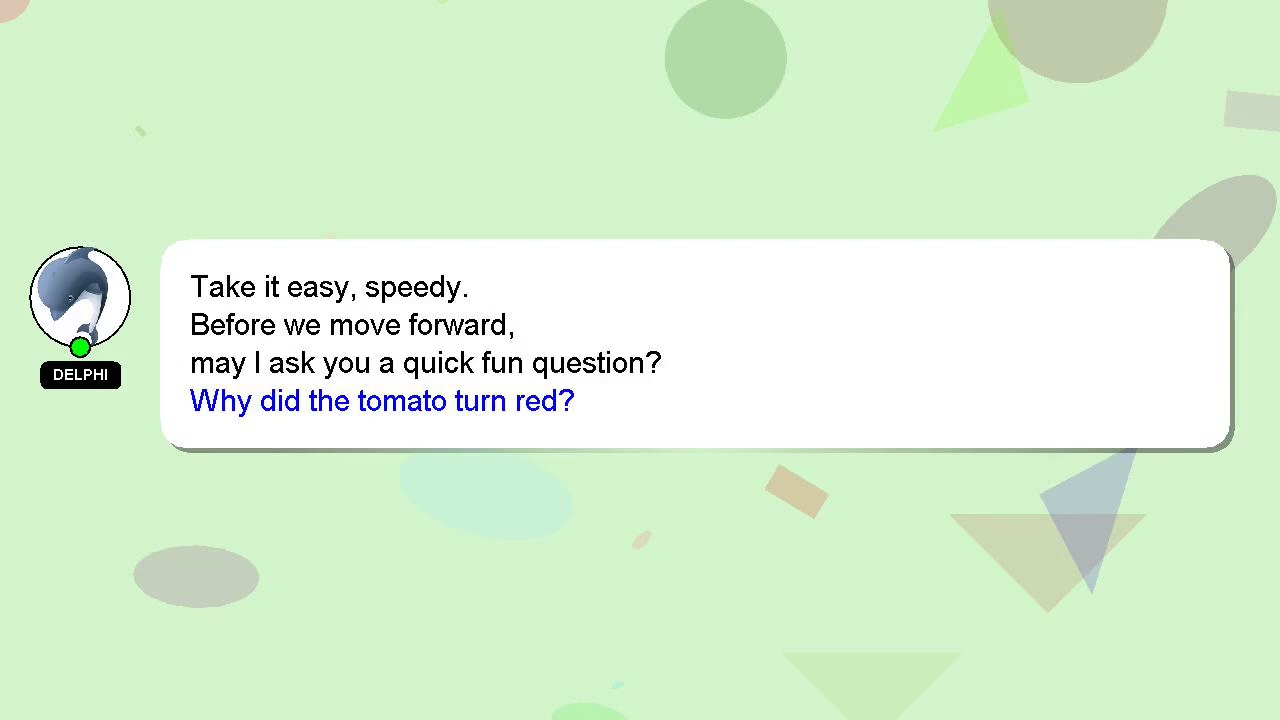 Take it easy, speedy.
Before we move forward,
may I ask you a quick fun question?
Why did the tomato turn red?
DELPHI